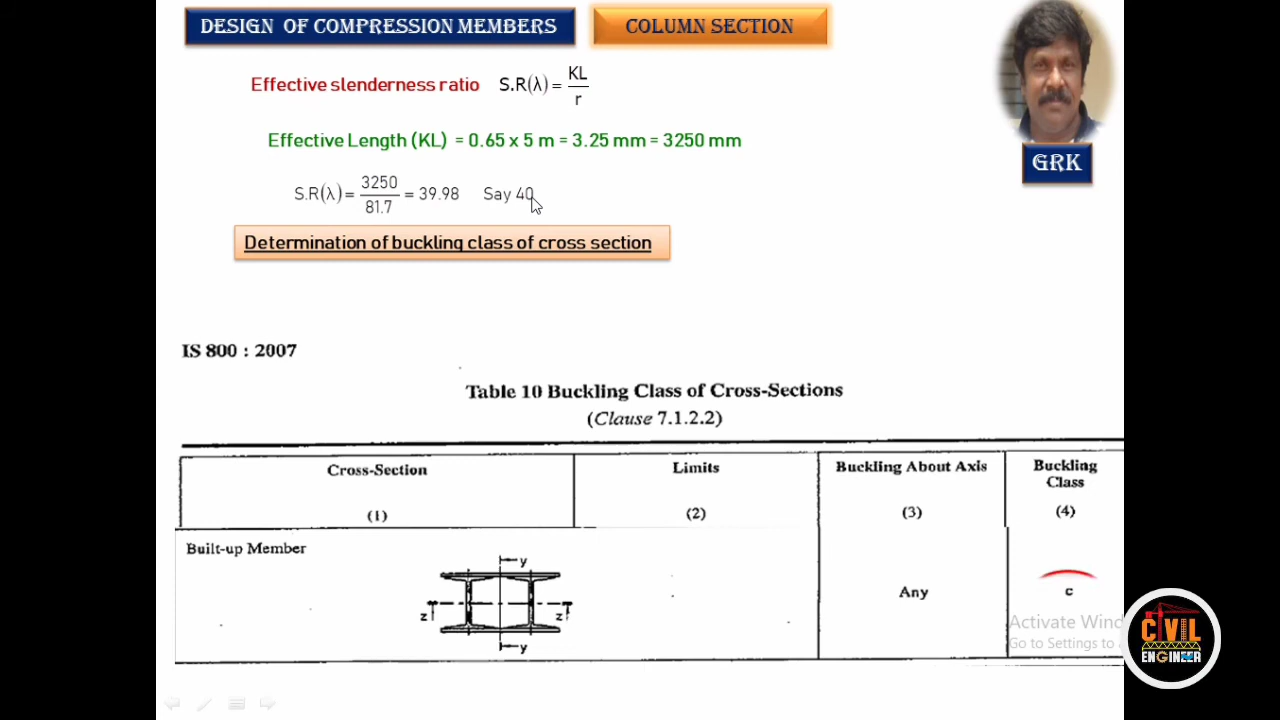 DESIGN OF COMPRESSION MEMBERS
COLUMN SECTION
Effective slenderness ratio S.R(λ) = KL / r
Effective Length (KL) = 0.65 x 5 m = 3.25 mm = 3250 mm
GRK
S.R(λ) = 3250 / 81.7 = 39.98 Say 40
Determination of buckling class of cross section
IS 800 : 2007
Table 10 Buckling Class of Cross-Sections
(Clause 7.1.2.2)
Cross-Section Limits Buckling About Axis Buckling
Class
(1) (2) (3) (4)
Built-up Member
y
Any c
z z
y
Activate Wind
Go to Settings to
CIVIL
ENGINEER